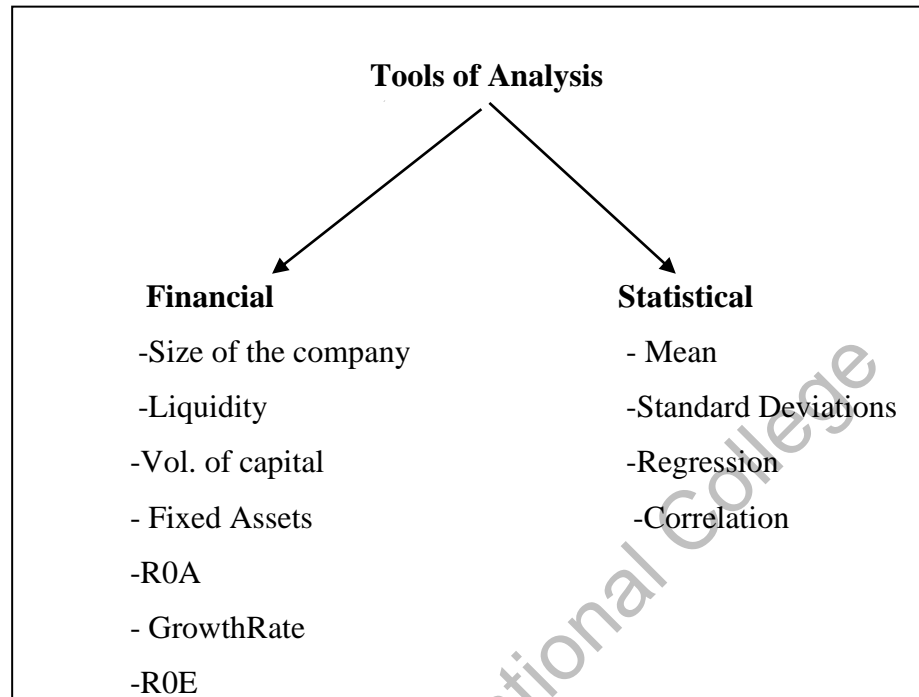 Tools of Analysis
Financial
-Size of the company
-Liquidity
-Vol. of capital
- Fixed Assets
-R0A
- GrowthRate
-R0E
Statistical
- Mean
-Standard Deviations
-Regression
-Correlation
College